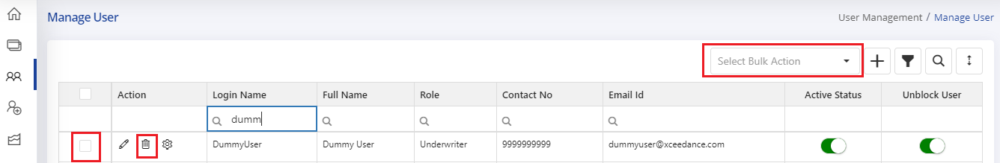 Manage User
User Management / Manage User
Select Bulk Action
Action Login Name Full Name Role Contact No Email Id Active Status Unblock User
dumm
DummyUser Dummy User Underwriter 9999999999 dummyuser@xceedance.com